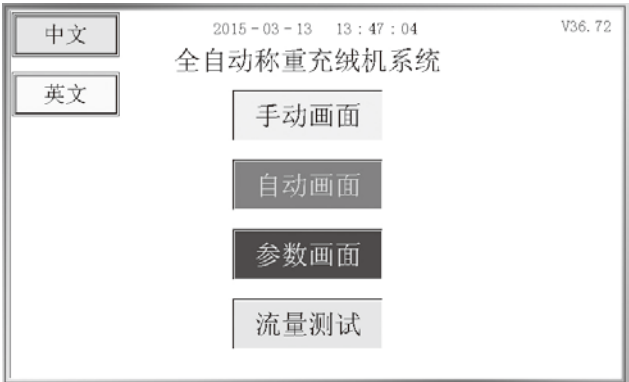 中文
2015-03-13 13:47:04
V36.72
全自动称重充绒机系统
英文
手动画面
自动画面
参数画面
流量测试